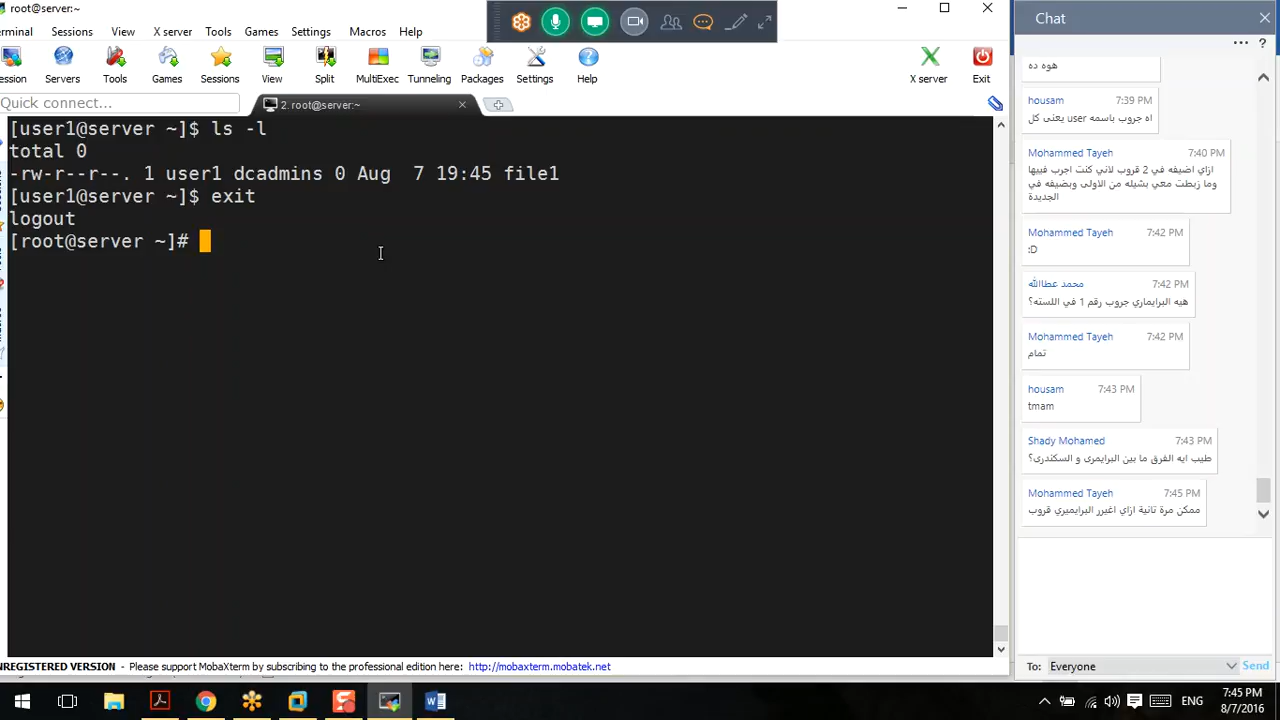 root@server:~
Chat
erminal Sessions View X server Tools Games Settings Macros Help
ession Servers Tools Games Sessions View Split MultiExec Tunneling Packages Settings Help X server Exit
Quick connect...
2. root@server:~
[user1@server ~]$ ls -l
total 0
-rw-r--r--. 1 user1 dcadmins 0 Aug  7 19:45 file1
[user1@server ~]$ exit
logout
[root@server ~]#
هوه ده
housam 7:39 PM
اه جروب باسمه user يعنى كل
Mohammed Tayeh 7:40 PM
ازاي اضيفه في 2 قروب لاني كنت اجرب فييها
وما زبطت معي بشيله من الاولى وبضيفه في
الجديدة
Mohammed Tayeh 7:42 PM
:D
محمد عطاالله 7:42 PM
هيه البرايماري جروب رقم 1 في اللسته؟
Mohammed Tayeh 7:42 PM
تمام
housam 7:43 PM
tmam
Shady Mohamed 7:43 PM
طيب ايه الفرق ما بين البرايمرى و السكندرى؟
Mohammed Tayeh 7:45 PM
ممكن مرة تانية ازاي اغيرر البرايميري قروب
To: Everyone Send
NREGISTERED VERSION - Please support MobaXterm by subscribing to the professional edition here: http://mobaxterm.mobatek.net
ENG
7:45 PM
8/7/2016